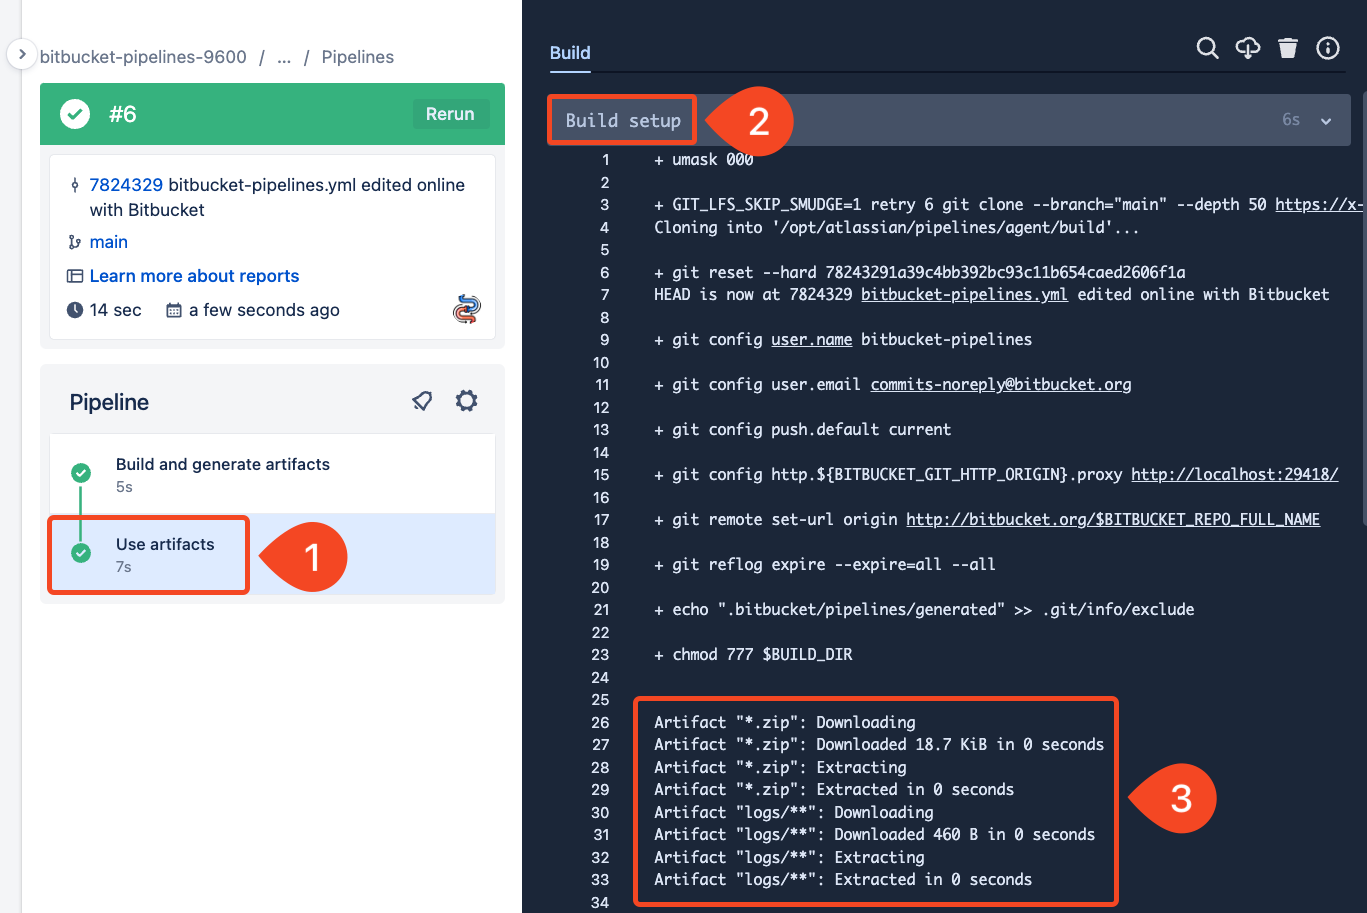 bitbucket-pipelines-9600 / ... / Pipelines
#6
Rerun
7824329 bitbucket-pipelines.yml edited online
with Bitbucket
main
Learn more about reports
14 sec a few seconds ago
Pipeline
Build and generate artifacts
5s
Use artifacts
7s
1
Build
Build setup
2
6s
1 + umask 000
2
3 + GIT_LFS_SKIP_SMUDGE=1 retry 6 git clone --branch="main" --depth 50 https://x-
4 Cloning into '/opt/atlassian/pipelines/agent/build'...
5
6 + git reset --hard 78243291a39c4bb392bc93c11b654caed2606f1a
7 HEAD is now at 7824329 bitbucket-pipelines.yml edited online with Bitbucket
8
9 + git config user.name bitbucket-pipelines
10
11 + git config user.email commits-noreply@bitbucket.org
12
13 + git config push.default current
14
15 + git config http.${BITBUCKET_GIT_HTTP_ORIGIN}.proxy http://localhost:29418/
16
17 + git remote set-url origin http://bitbucket.org/$BITBUCKET_REPO_FULL_NAME
18
19 + git reflog expire --expire=all --all
20
21 + echo ".bitbucket/pipelines/generated" >> .git/info/exclude
22
23 + chmod 777 $BUILD_DIR
24
25
26 Artifact "*.zip": Downloading
27 Artifact "*.zip": Downloaded 18.7 KiB in 0 seconds
28 Artifact "*.zip": Extracting
29 Artifact "*.zip": Extracted in 0 seconds
30 Artifact "logs/**": Downloading
31 Artifact "logs/**": Downloaded 460 B in 0 seconds
32 Artifact "logs/**": Extracting
33 Artifact "logs/**": Extracted in 0 seconds
34
3